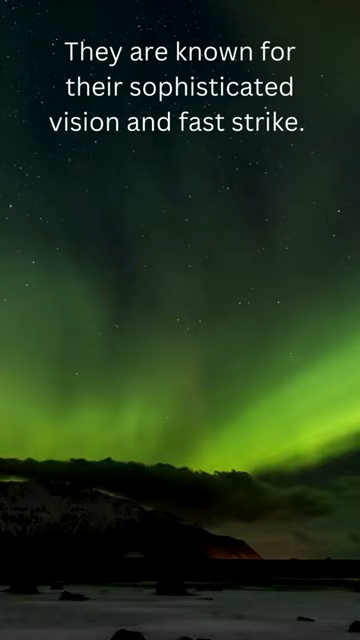 They are known for
their sophisticated
vision and fast strike.